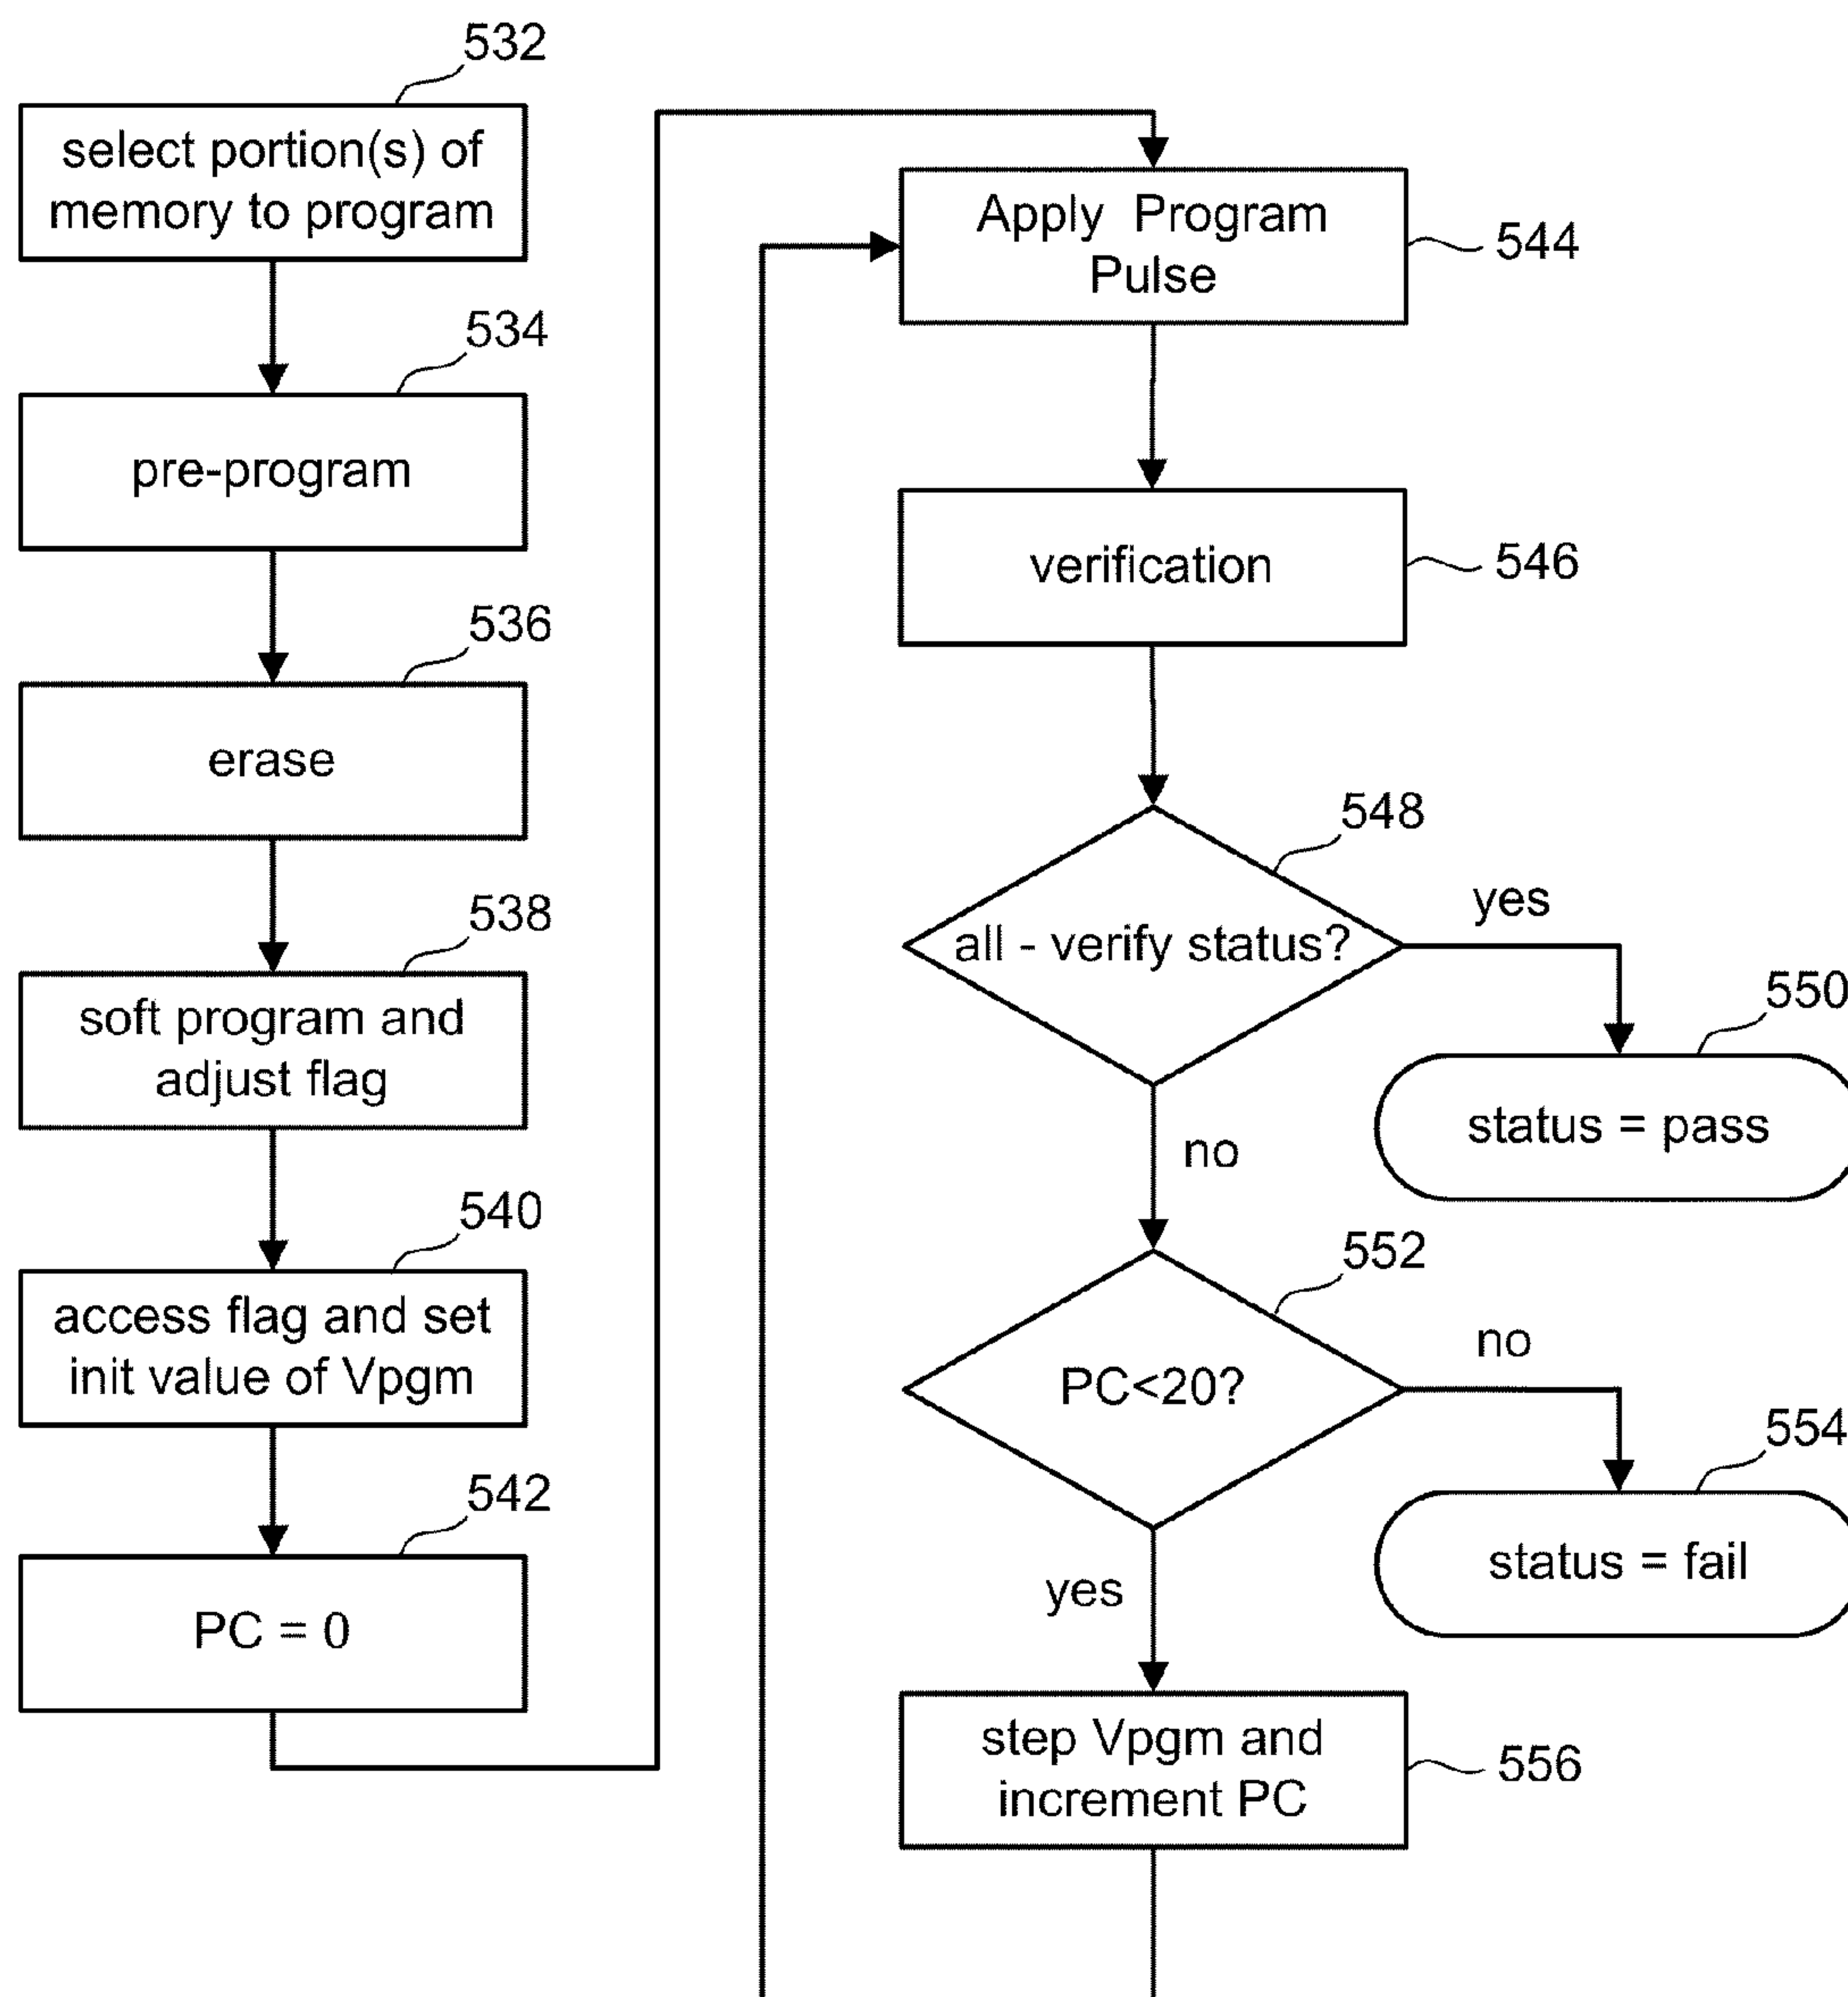 532
select portion(s) of
memory to program
534
pre-program
536
erase
538
soft program and
adjust flag
540
access flag and set
init value of Vpgm
542
PC = 0
Apply Program
Pulse
544
verification
546
548
all - verify status?
yes
550
status = pass
no
552
PC<20?
no
554
status = fail
yes
step Vpgm and
increment PC
556